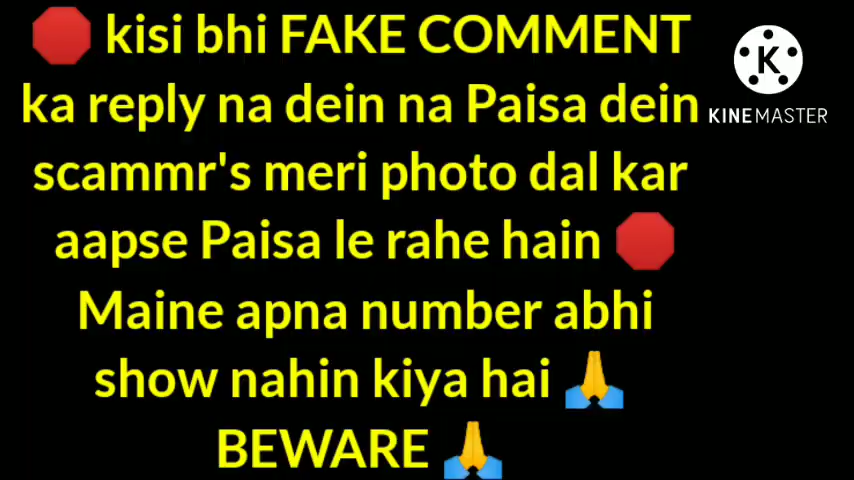 🛑 kisi bhi FAKE COMMENT
ka reply na dein na Paisa dein
scammr's meri photo dal kar
aapse Paisa le rahe hain 🛑
Maine apna number abhi
show nahin kiya hai 🙏
BEWARE 🙏
K
KINEMASTER